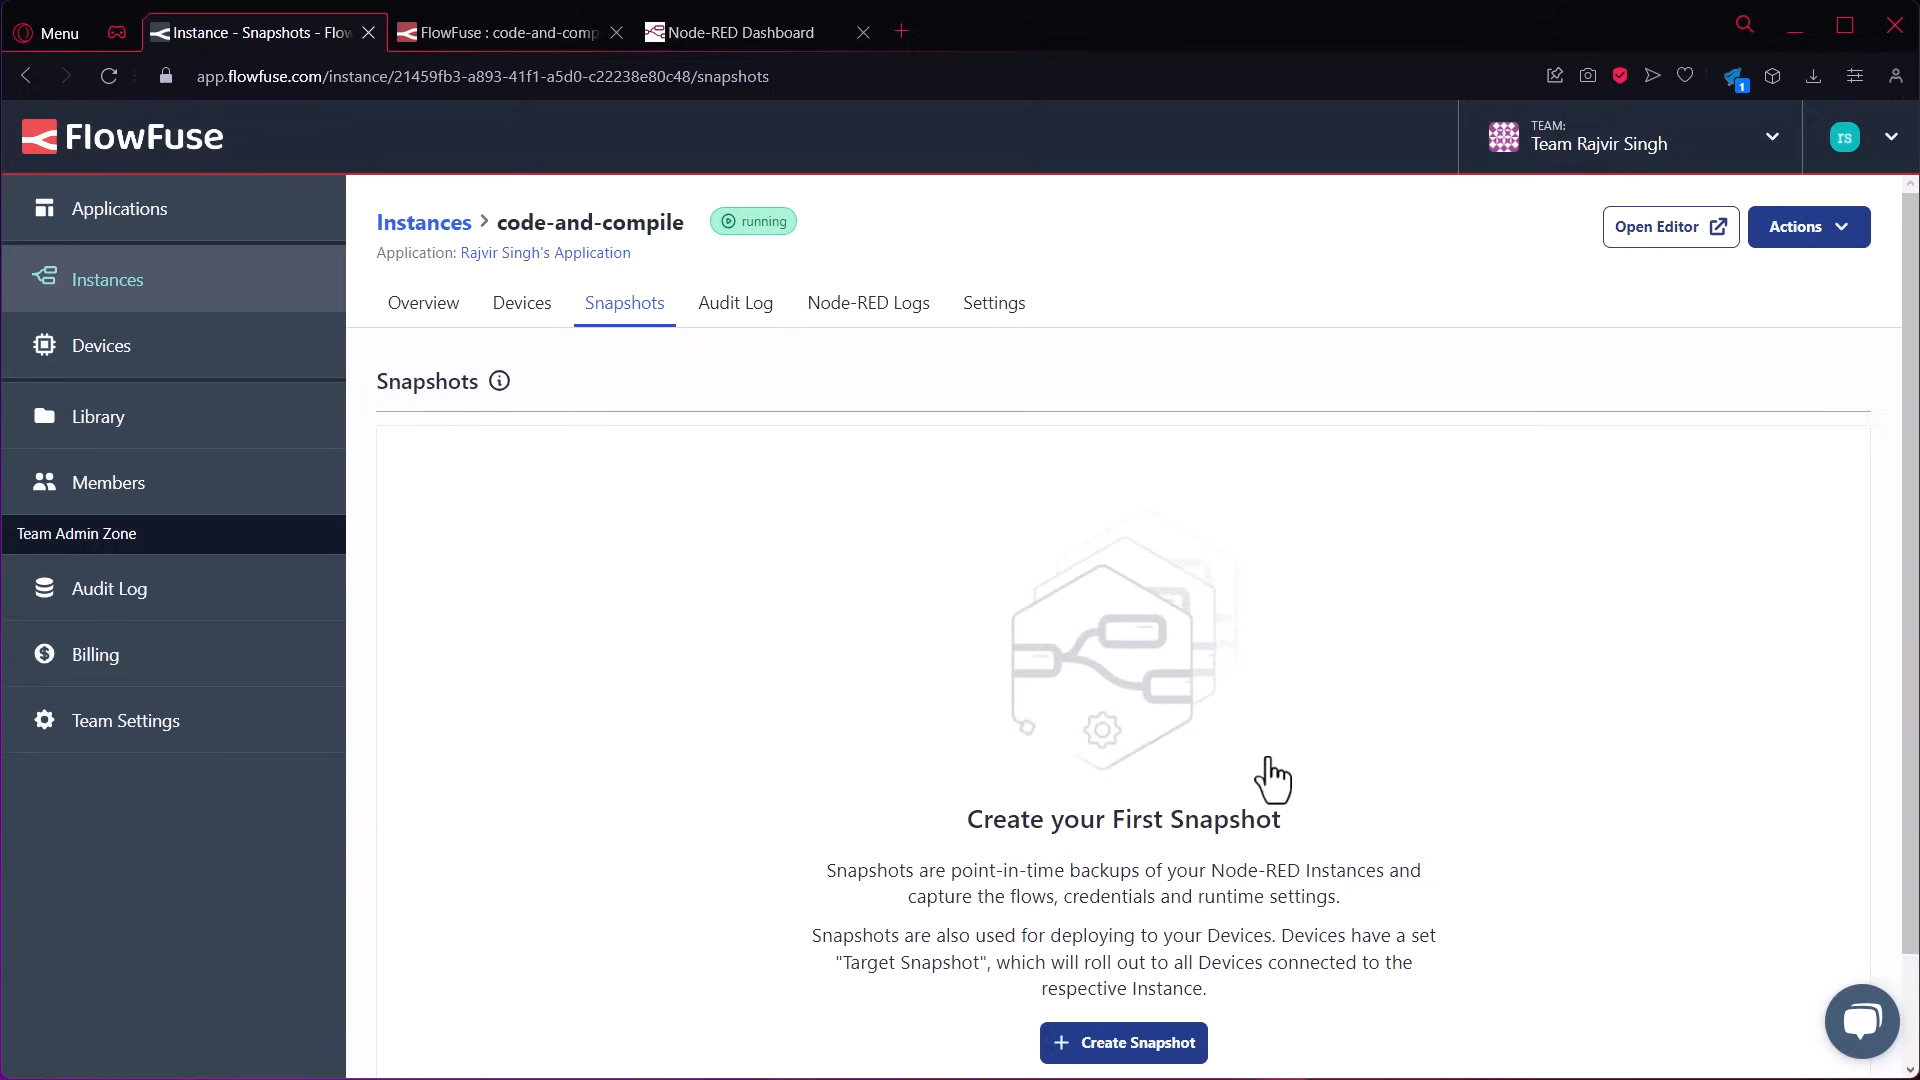 Menu
Instance - Snapshots - Flow
FlowFuse : code-and-comp
Node-RED Dashboard
app.flowfuse.com/instance/21459fb3-a893-41f1-a5d0-c22238e80c48/snapshots
1
FlowFuse
TEAM:
Team Rajvir Singh
rs
Applications
Instances
Devices
Library
Members
Team Admin Zone
Audit Log
Billing
Team Settings
Instances > code-and-compile
running
Application: Rajvir Singh's Application
Open Editor
Actions
Overview
Devices
Snapshots
Audit Log
Node-RED Logs
Settings
Snapshots
Create your First Snapshot
Snapshots are point-in-time backups of your Node-RED Instances and
capture the flows, credentials and runtime settings.
Snapshots are also used for deploying to your Devices. Devices have a set
"Target Snapshot", which will roll out to all Devices connected to the
respective Instance.
+ Create Snapshot